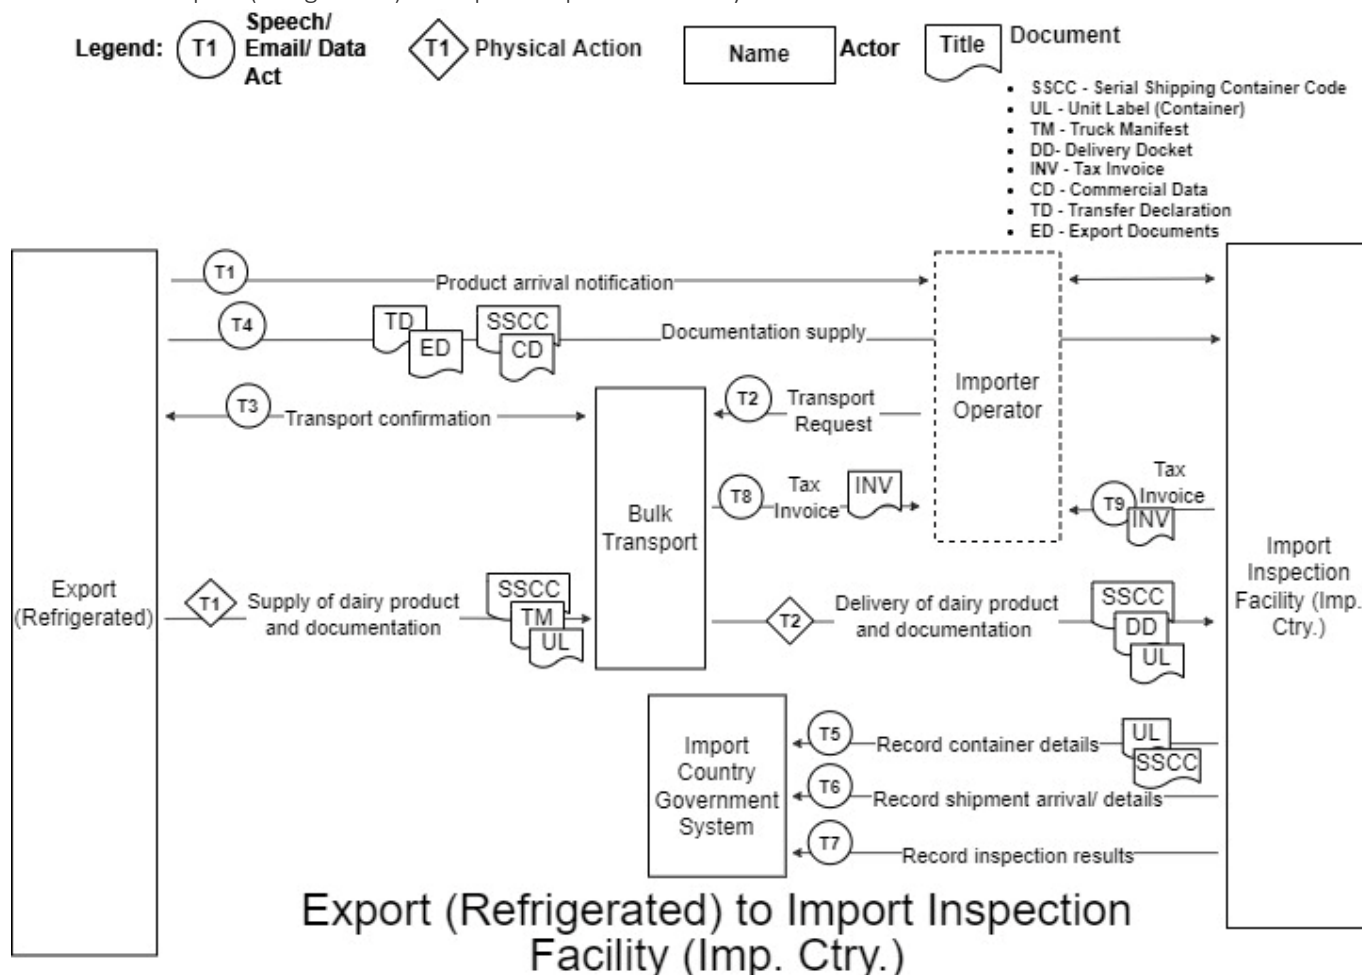 Legend:
T1
Speech/
Email/ Data
Act
T1
Physical Action
Name
Actor
Title
Document
• SSCC - Serial Shipping Container Code
• UL - Unit Label (Container)
• TM - Truck Manifest
• DD- Delivery Docket
• INV - Tax Invoice
• CD - Commercial Data
• TD - Transfer Declaration
• ED - Export Documents
T1
Product arrival notification
T4
TD
ED
SSCC
CD
Documentation supply
Importer
Operator
T3
Transport confirmation
T2
Transport
Request
T8
Tax
Invoice
INV
T9
Tax
Invoice
INV
Bulk
Transport
Export
(Refrigerated)
Import
Inspection
Facility (Imp.
Ctry.)
T1
Supply of dairy product
and documentation
SSCC
TM
UL
T2
Delivery of dairy product
and documentation
SSCC
DD
UL
Import
Country
Government
System
T5
Record container details
UL
SSCC
T6
Record shipment arrival/ details
T7
Record inspection results
Export (Refrigerated) to Import Inspection
Facility (Imp. Ctry.)